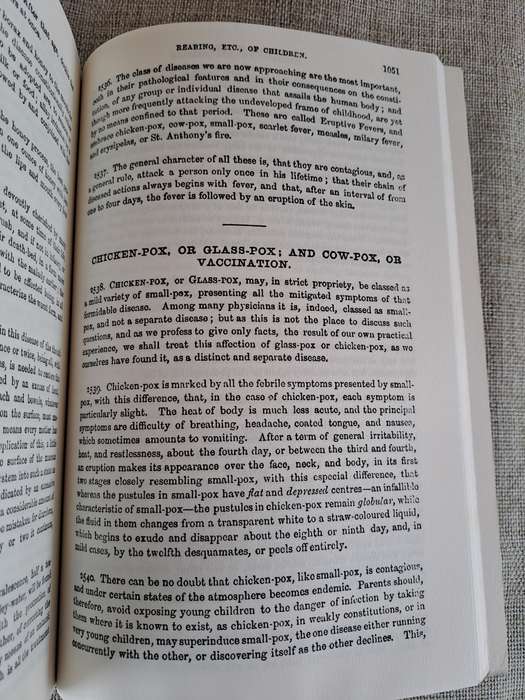 REARING, ETC., OF CHILDREN.
1051
2536. The class of diseases we are now approaching are the most important,
both in their pathological features and in their consequences on the consti-
tution, of any group or individual disease that assails the human body; and
though more frequently attacking the undeveloped frame of childhood, are yet
by no means confined to that period. These are called Eruptive Fevers, and
embrace chicken-pox, cow-pox, small-pox, scarlet fever, measles, milary fever,
and erysipelas, or St. Anthony's fire.
2537. The general character of all these is, that they are contagious, and, as
a general rule, attack a person only once in his lifetime; that their chain of
diseased actions always begins with fever, and that, after an interval of from
one to four days, the fever is followed by an eruption of the skin.
CHICKEN-POX, OR GLASS-POX; AND COW-POX, OR
VACCINATION.
2538. CHICKEN-POX, or GLASS-POX, may, in strict propriety, be classed as
a mild variety of small-pox, presenting all the mitigated symptoms of that
formidable disease. Among many physicians it is, indeed, classed as small-
pox, and not a separate disease; but as this is not the place to discuss such
questions, and as we profess to give only facts, the result of our own practical
experience, we shall treat this affection of glass-pox or chicken-pox, as we
ourselves have found it, as a distinct and separate disease.
2539. Chicken-pox is marked by all the febrile symptoms presented by small-
pox, with this difference, that, in the case of chicken-pox, each symptom is
particularly slight. The heat of body is much less acute, and the principal
symptoms are difficulty of breathing, headache, coated tongue, and nausea,
which sometimes amounts to vomiting. After a term of general irritability,
heat, and restlessness, about the fourth day, or between the third and fourth,
an eruption makes its appearance over the face, neck, and body, in its first
two stages closely resembling small-pox, with this especial difference, that
whereas the pustules in small-pox have flat and depressed centres—an infallible
characteristic of small-pox—the pustules in chicken-pox remain globular, while
the fluid in them changes from a transparent white to a straw-coloured liquid,
which begins to exude and disappear about the eighth or ninth day, and, in
mild cases, by the twelfth desquamates, or peels off entirely.
2540. There can be no doubt that chicken-pox, like small-pox, is contagious,
and under certain states of the atmosphere becomes endemic. Parents should,
therefore, avoid exposing young children to the danger of infection by taking
them where it is known to exist, as chicken-pox, in weakly constitutions, or in
very young children, may superinduce small-pox, the one disease either running
concurrently with the other, or discovering itself as the other declines. This,